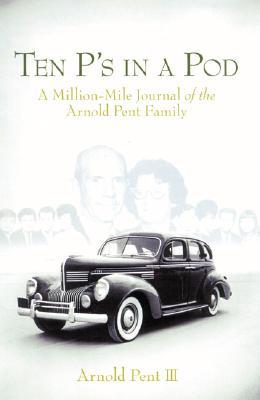 TEN P'S IN A POD
A Million-Mile Journal of the
Arnold Pent Family
Arnold Pent III